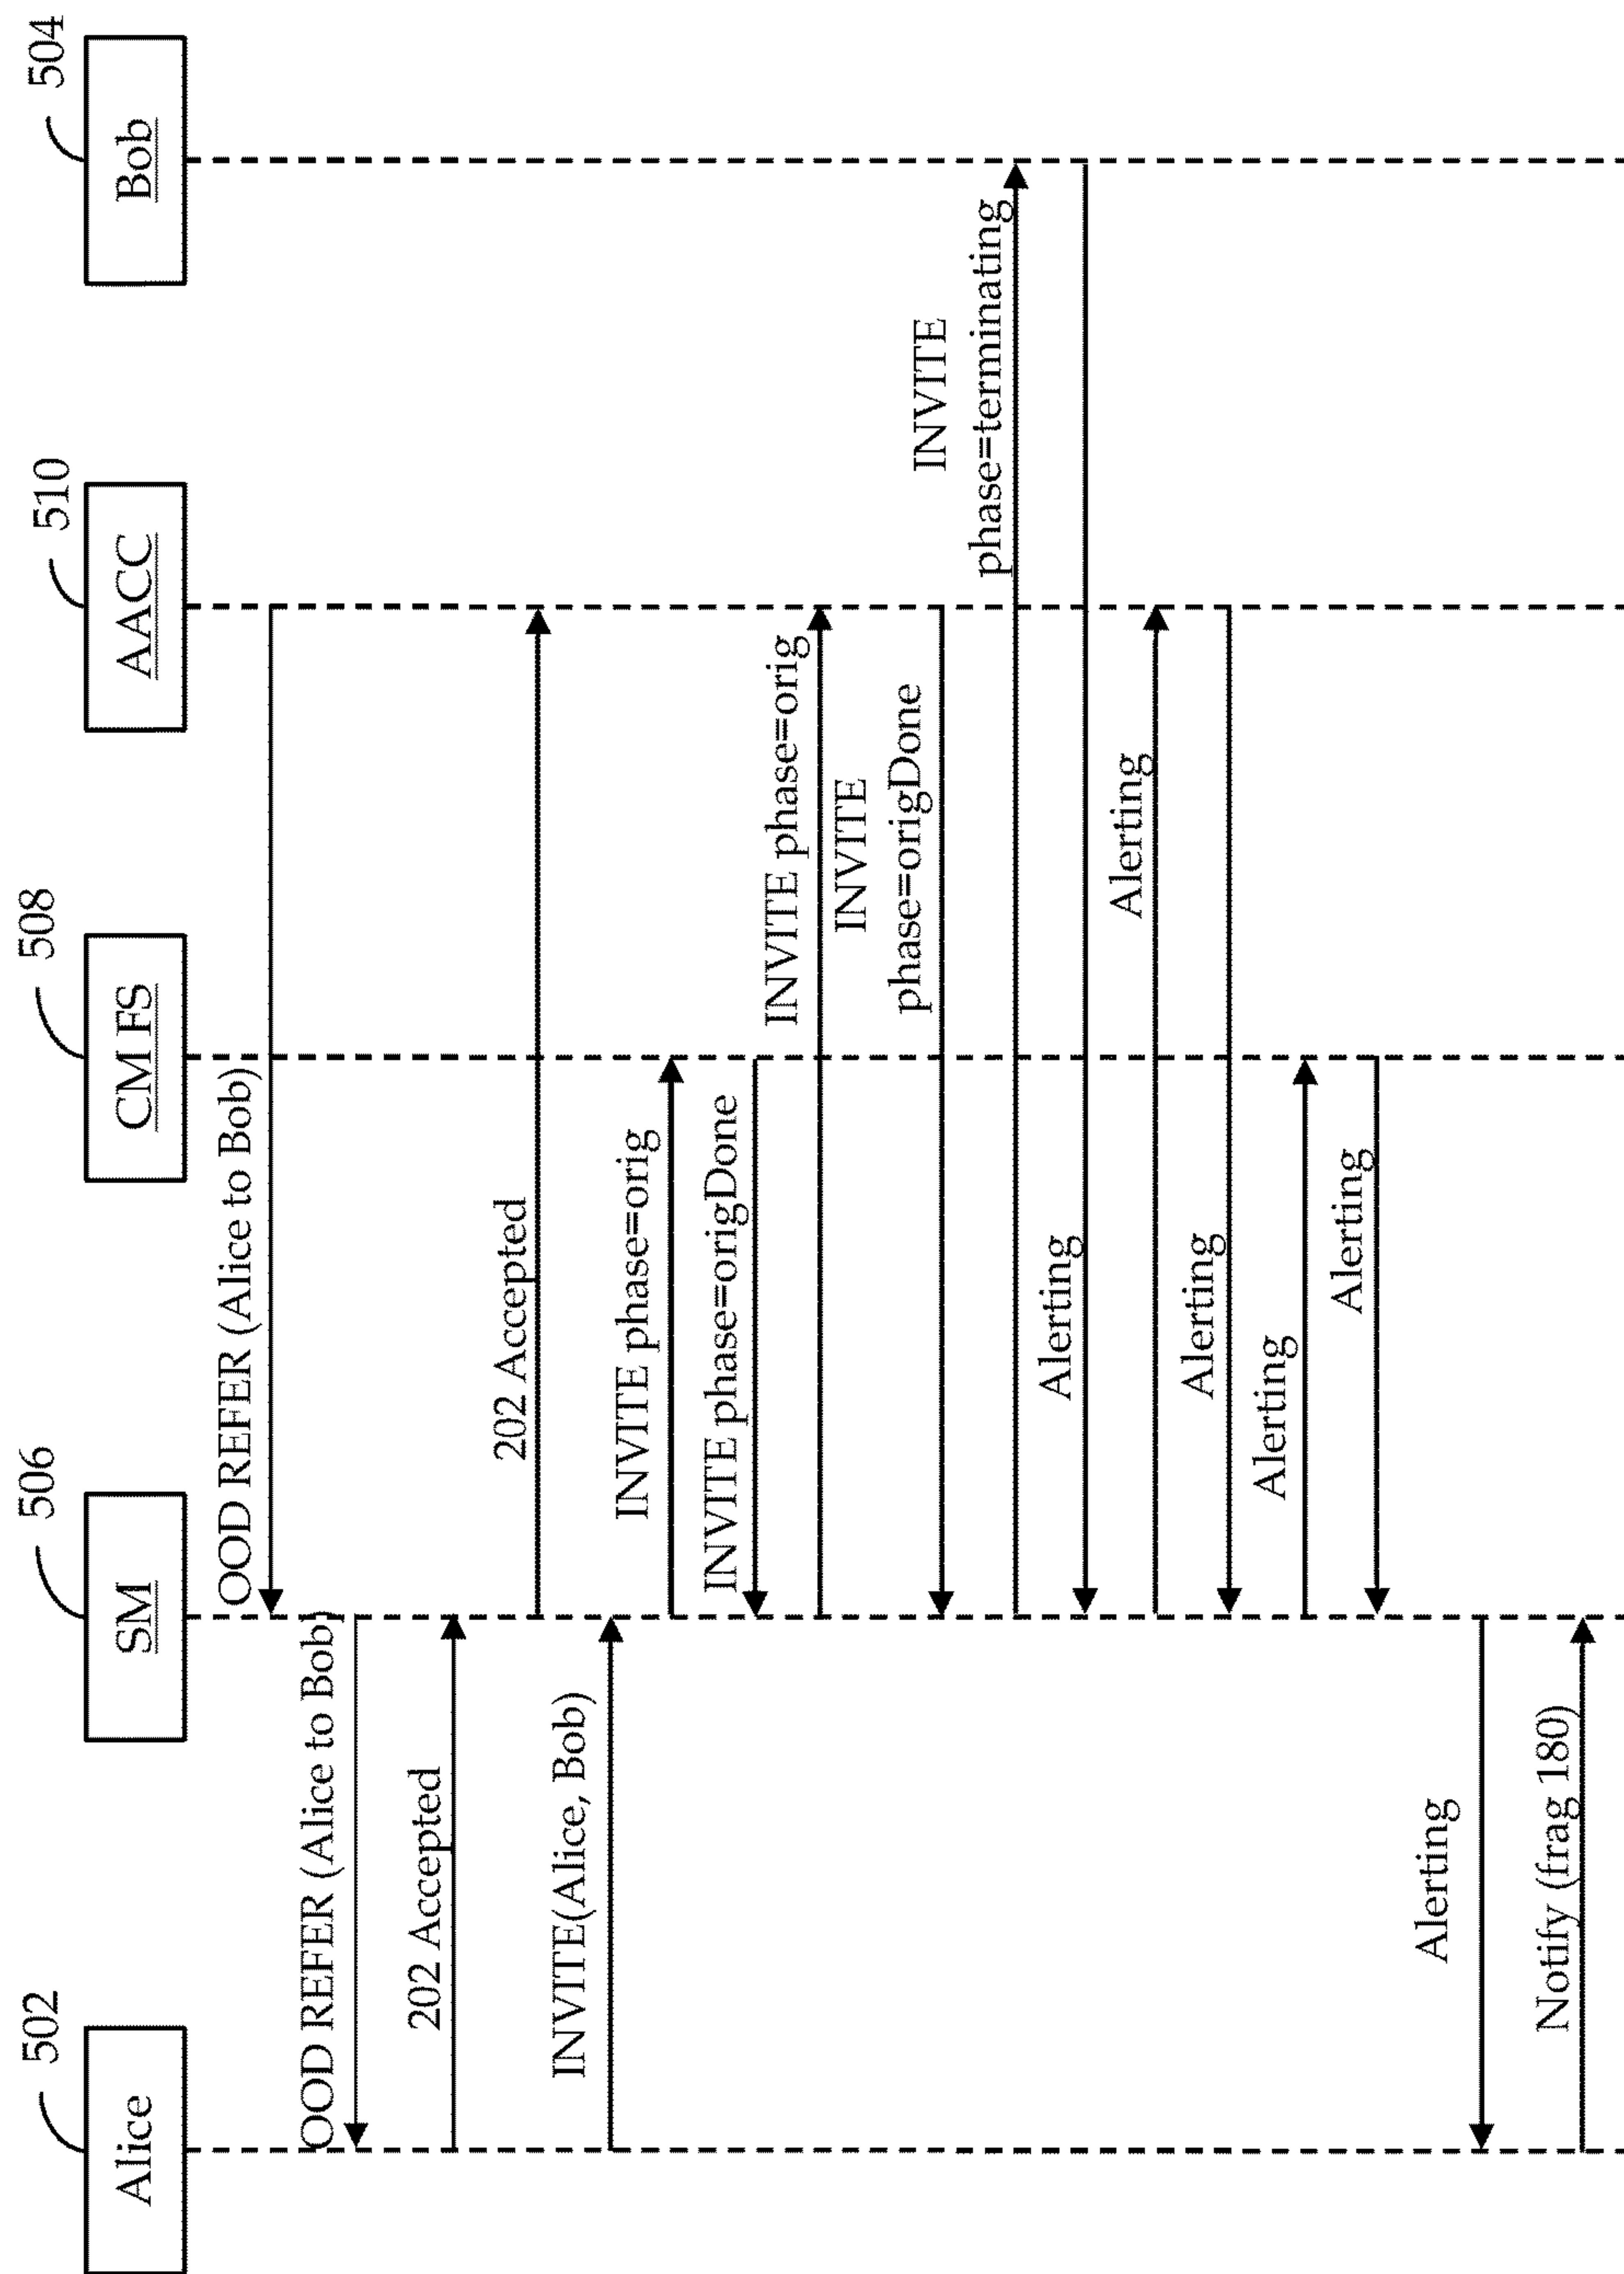 502
506
508
510
504
Alice
SM
CM FS
AACC
Bob
OOD REFER (Alice to Bob)
OOD REFER (Alice to Bob)
202 Accepted
202 Accepted
INVITE(Alice, Bob)
INVITE phase=orig
INVITE phase=origDone
INVITE phase=orig
INVITE
phase=origDone
INVITE
phase=terminating
Alerting
Alerting
Alerting
Alerting
Alerting
Alerting
Notify (frag 180)